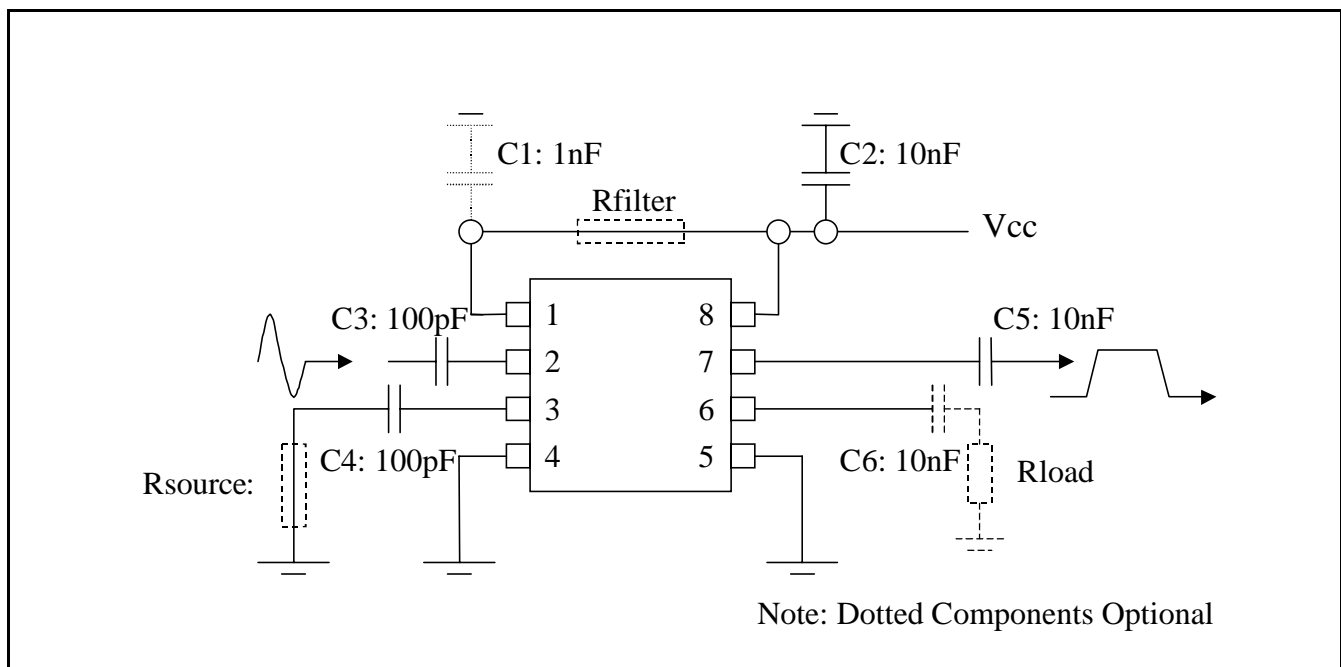 C1: 1nF
C2: 10nF
Rfilter
Vcc
C3: 100pF
1
8
C5: 10nF
2
7
3
6
C4: 100pF
4
5
C6: 10nF
Rload
Rsource:
Note: Dotted Components Optional